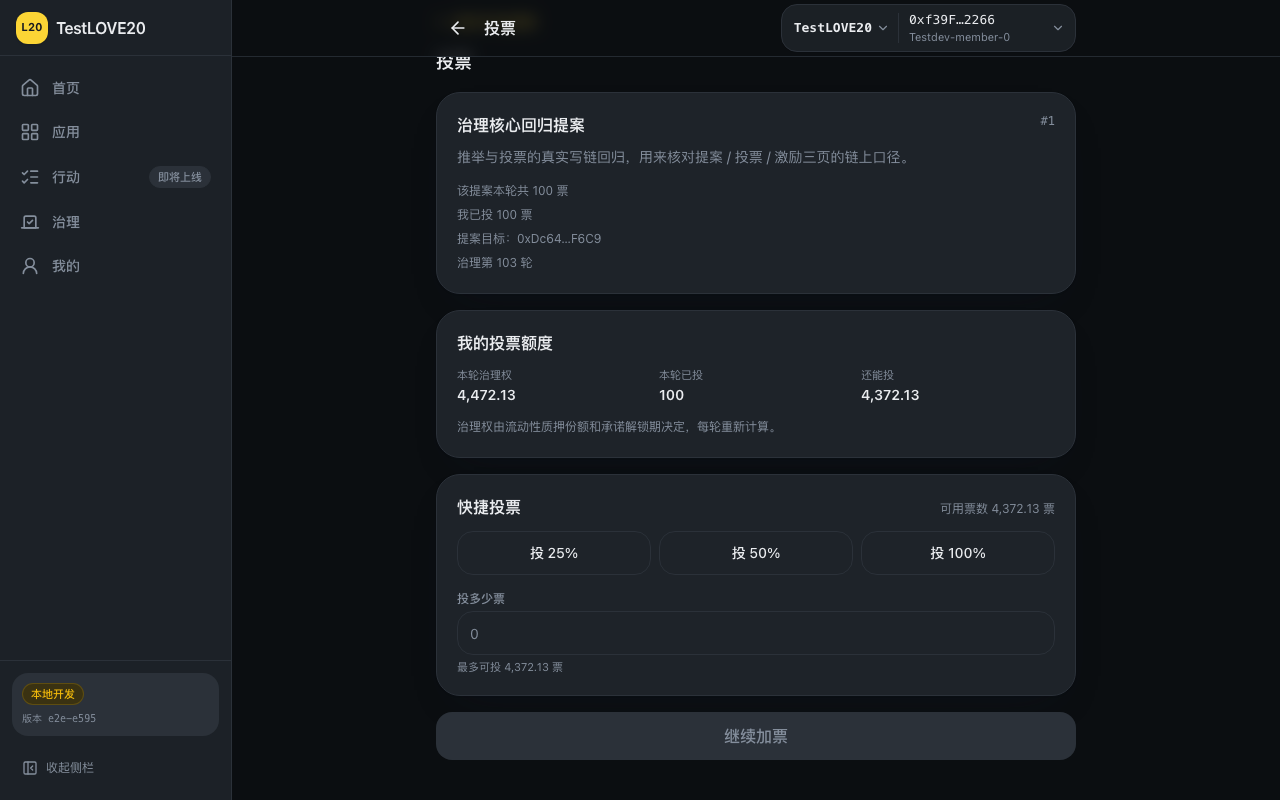 L20 TestLOVE20
首页
应用
行动 即将上线
治理
我的
本地开发
版本 e2e-e595
收起侧栏
投票
TestLOVE20
0xf39F…2266
Testdev-member-0
投票
治理核心回归提案 #1
推举与投票的真实写链回归，用来核对提案 / 投票 / 激励三页的链上口径。
该提案本轮共 100 票
我已投 100 票
提案目标：0xDc64…F6C9
治理第 103 轮
我的投票额度
本轮治理权 本轮已投 还能投
4,472.13 100 4,372.13
治理权由流动性质押份额和承诺解锁期决定，每轮重新计算。
快捷投票 可用票数 4,372.13 票
投 25% 投 50% 投 100%
投多少票
0
最多可投 4,372.13 票
继续加票